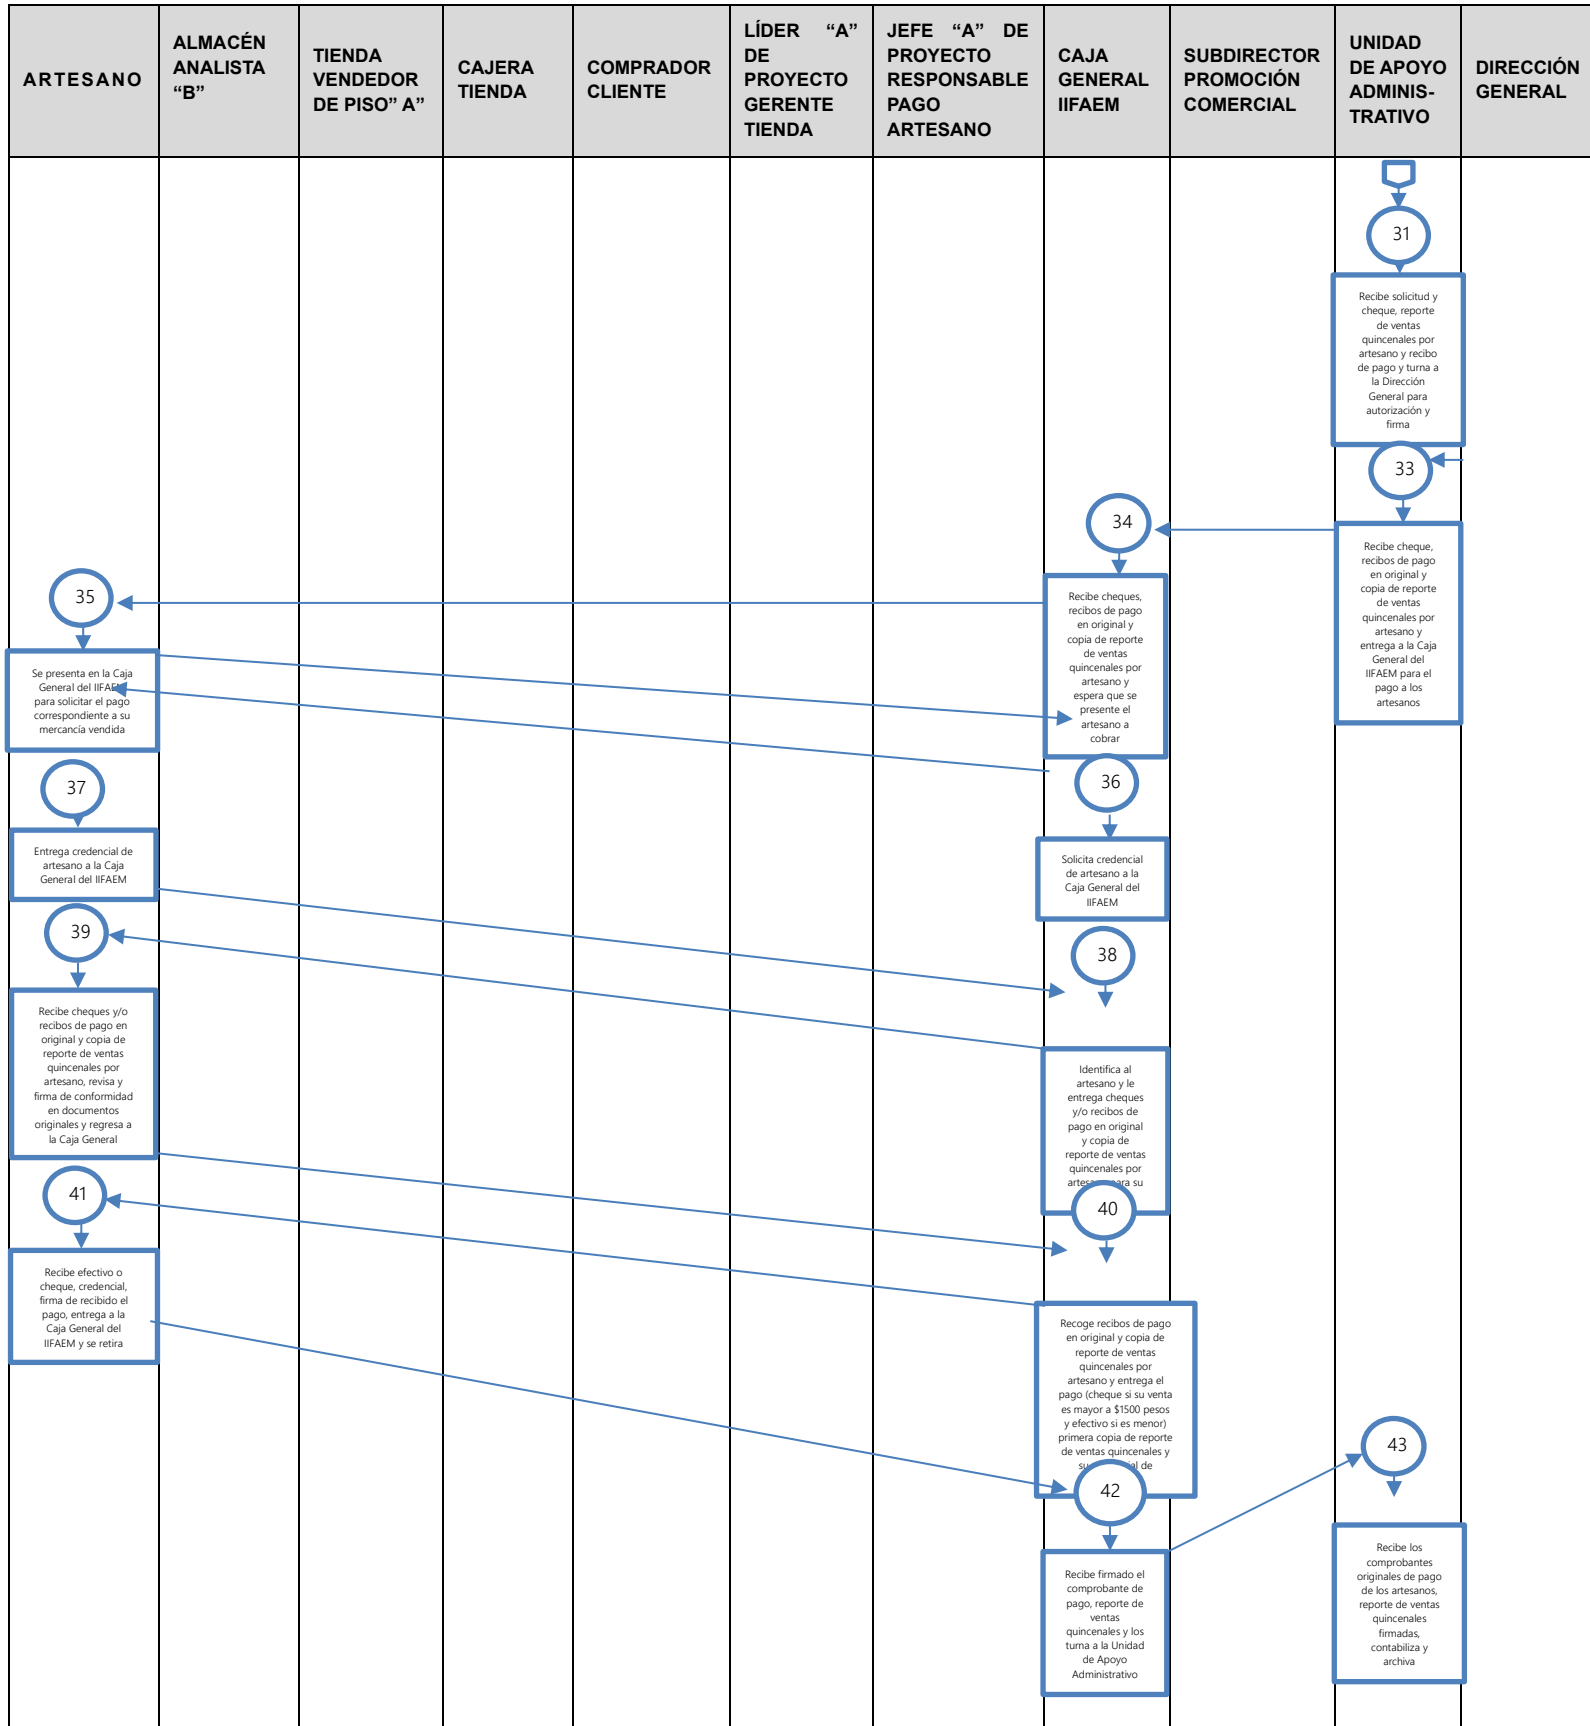 ARTESANO
ALMACÉN
ANALISTA
“B”
TIENDA
VENDEDOR
DE PISO” A”
CAJERA
TIENDA
COMPRADOR
CLIENTE
LÍDER “A”
DE
PROYECTO
GERENTE
TIENDA
JEFE “A” DE
PROYECTO
RESPONSABLE
PAGO
ARTESANO
CAJA
GENERAL
IIFAEM
SUBDIRECTOR
PROMOCIÓN
COMERCIAL
UNIDAD
DE APOYO
ADMINIS-
TRATIVO
DIRECCIÓN
GENERAL
31
Recibe solicitud y
cheque, reporte
de ventas
quincenales por
artesano y recibo
de pago y turna a
la Dirección
General para
autorización y
firma
33
Recibe cheque,
recibos de pago
en original y
copia de reporte
de ventas
quincenales por
artesano y
entrega a la Caja
General del
IIFAEM para el
pago a los
artesanos
34
Recibe cheques,
recibos de pago
en original y
copia de reporte
de ventas
quincenales por
artesano y
espera que se
presente el
artesano a
cobrar
35
Se presenta en la Caja
General del IIFAEM
para solicitar el pago
correspondiente a su
mercancía vendida
36
Solicita credencial
de artesano a la
Caja General del
IIFAEM
37
Entrega credencial de
artesano a la Caja
General del IIFAEM
38
Identifica al
artesano y le
entrega cheques
y/o recibos de
pago en original
y copia de
reporte de ventas
quincenales por
para su
39
Recibe cheques y/o
recibos de pago en
original y copia de
reporte de ventas
quincenales por
artesano, revisa y
firma de conformidad
en documentos
originales y regresa a
la Caja General
40
Recoge recibos de pago
en original y copia de
reporte de ventas
quincenales por
artesano y entrega el
pago (cheque si su venta
es mayor a $1500 pesos
y efectivo si es menor)
primera copia de reporte
de ventas quincenales y
su de
41
Recibe efectivo o
cheque, credencial,
firma de recibido el
pago, entrega a la
Caja General del
IIFAEM y se retira
42
Recibe firmado el
comprobante de
pago, reporte de
ventas
quincenales y los
turna a la Unidad
de Apoyo
Administrativo
43
Recibe los
comprobantes
originales de pago
de los artesanos,
reporte de ventas
quincenales
firmadas,
contabiliza y
archiva